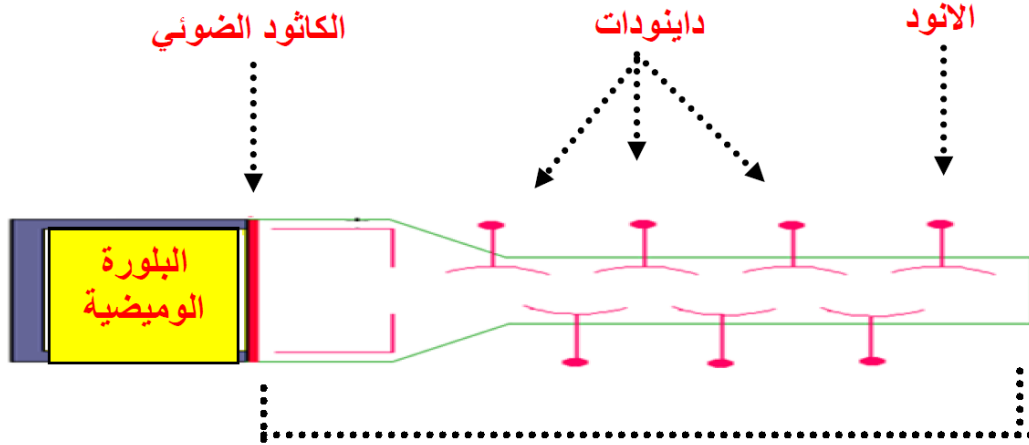 الانود
داينودات
الكاثود الضوئي
البلورة
الوميضية